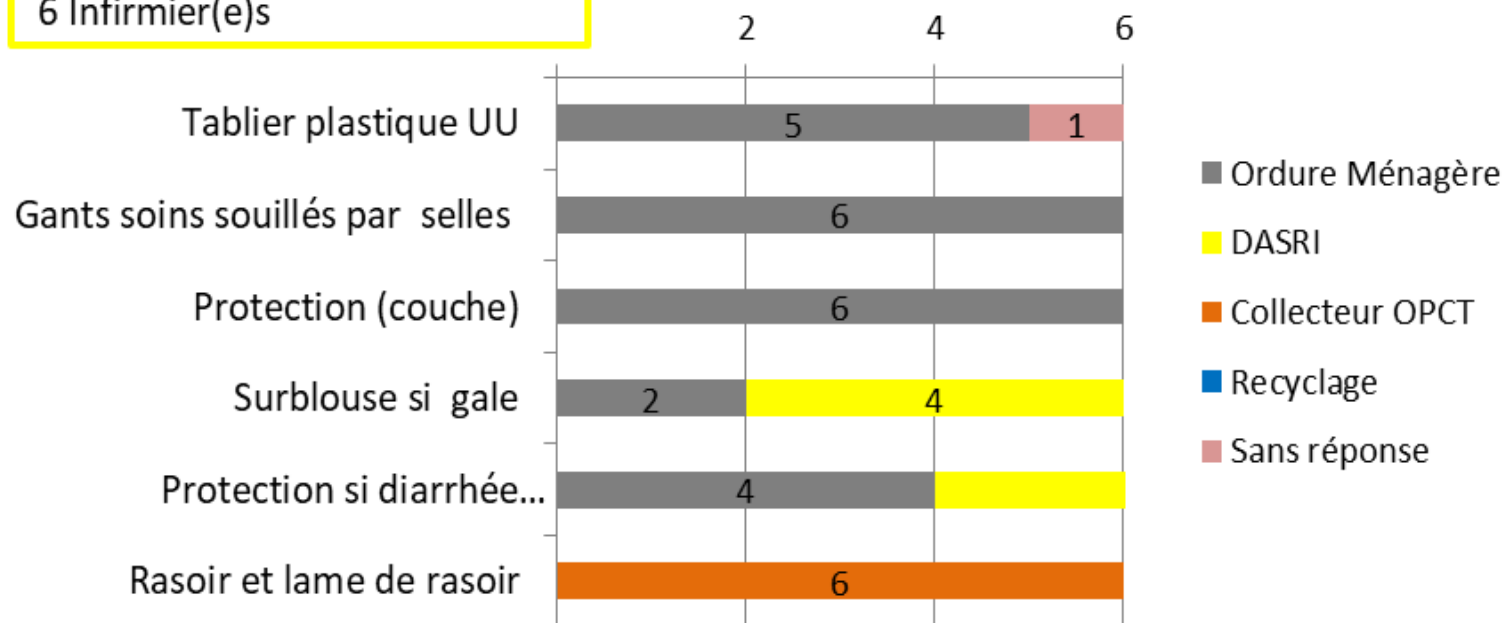 6 Infirmier(e)s
2 4 6
Tablier plastique UU 5 1
Gants soins souillés par selles 6
Protection (couche) 6
Surblouse si gale 2 4
Protection si diarrhée... 4
Rasoir et lame de rasoir 6
Ordure Ménagère
DASRI
Collecteur OPCT
Recyclage
Sans réponse